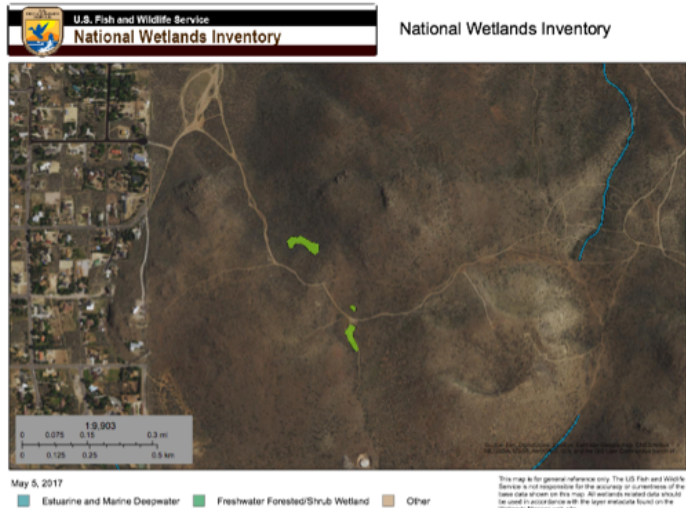 U.S. Fish and Wildlife Service
National Wetlands Inventory
National Wetlands Inventory
1:9,903
0 0.075 0.15 0.3 mi
0 0.125 0.25 0.5 km
May 5, 2017
This map is for general reference only. The US Fish and Wildlife
Service is not responsible for the accuracy or currentness of the
base data shown on this map. All wetlands related data should
be used in accordance with the layer metadata found on the
Estuarine and Marine Deepwater
Freshwater Forested/Shrub Wetland
Other